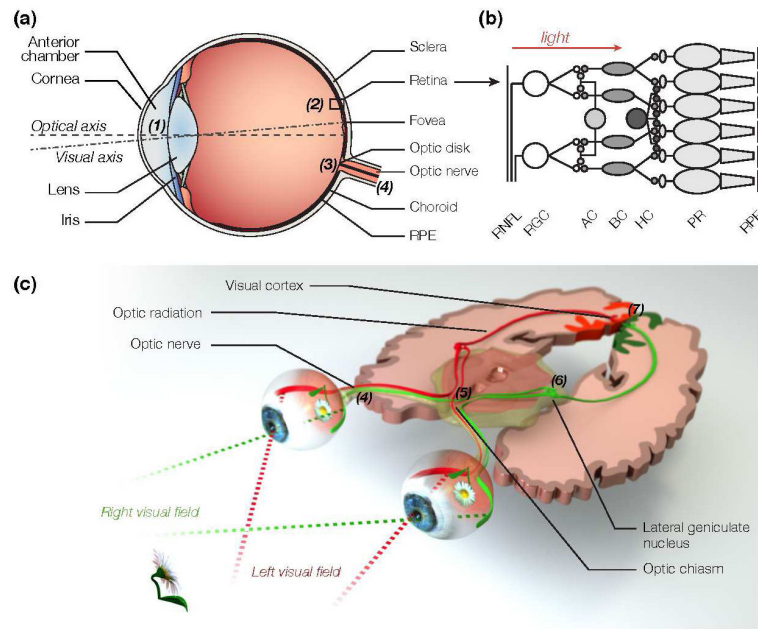 (a)
Anterior
chamber
Cornea
Optical axis
Visual axis
Lens
Iris
(1)
(2)
(3)
(4)
Sclera
Retina
Fovea
Optic disk
Optic nerve
Choroid
RPE
(b)
light
RNFL
RGC
AC
BC
HC
PR
RPE
(c)
Visual cortex
Optic radiation
Optic nerve
(7)
(6)
(4)
(5)
Right visual field
Left visual field
Lateral geniculate
nucleus
Optic chiasm